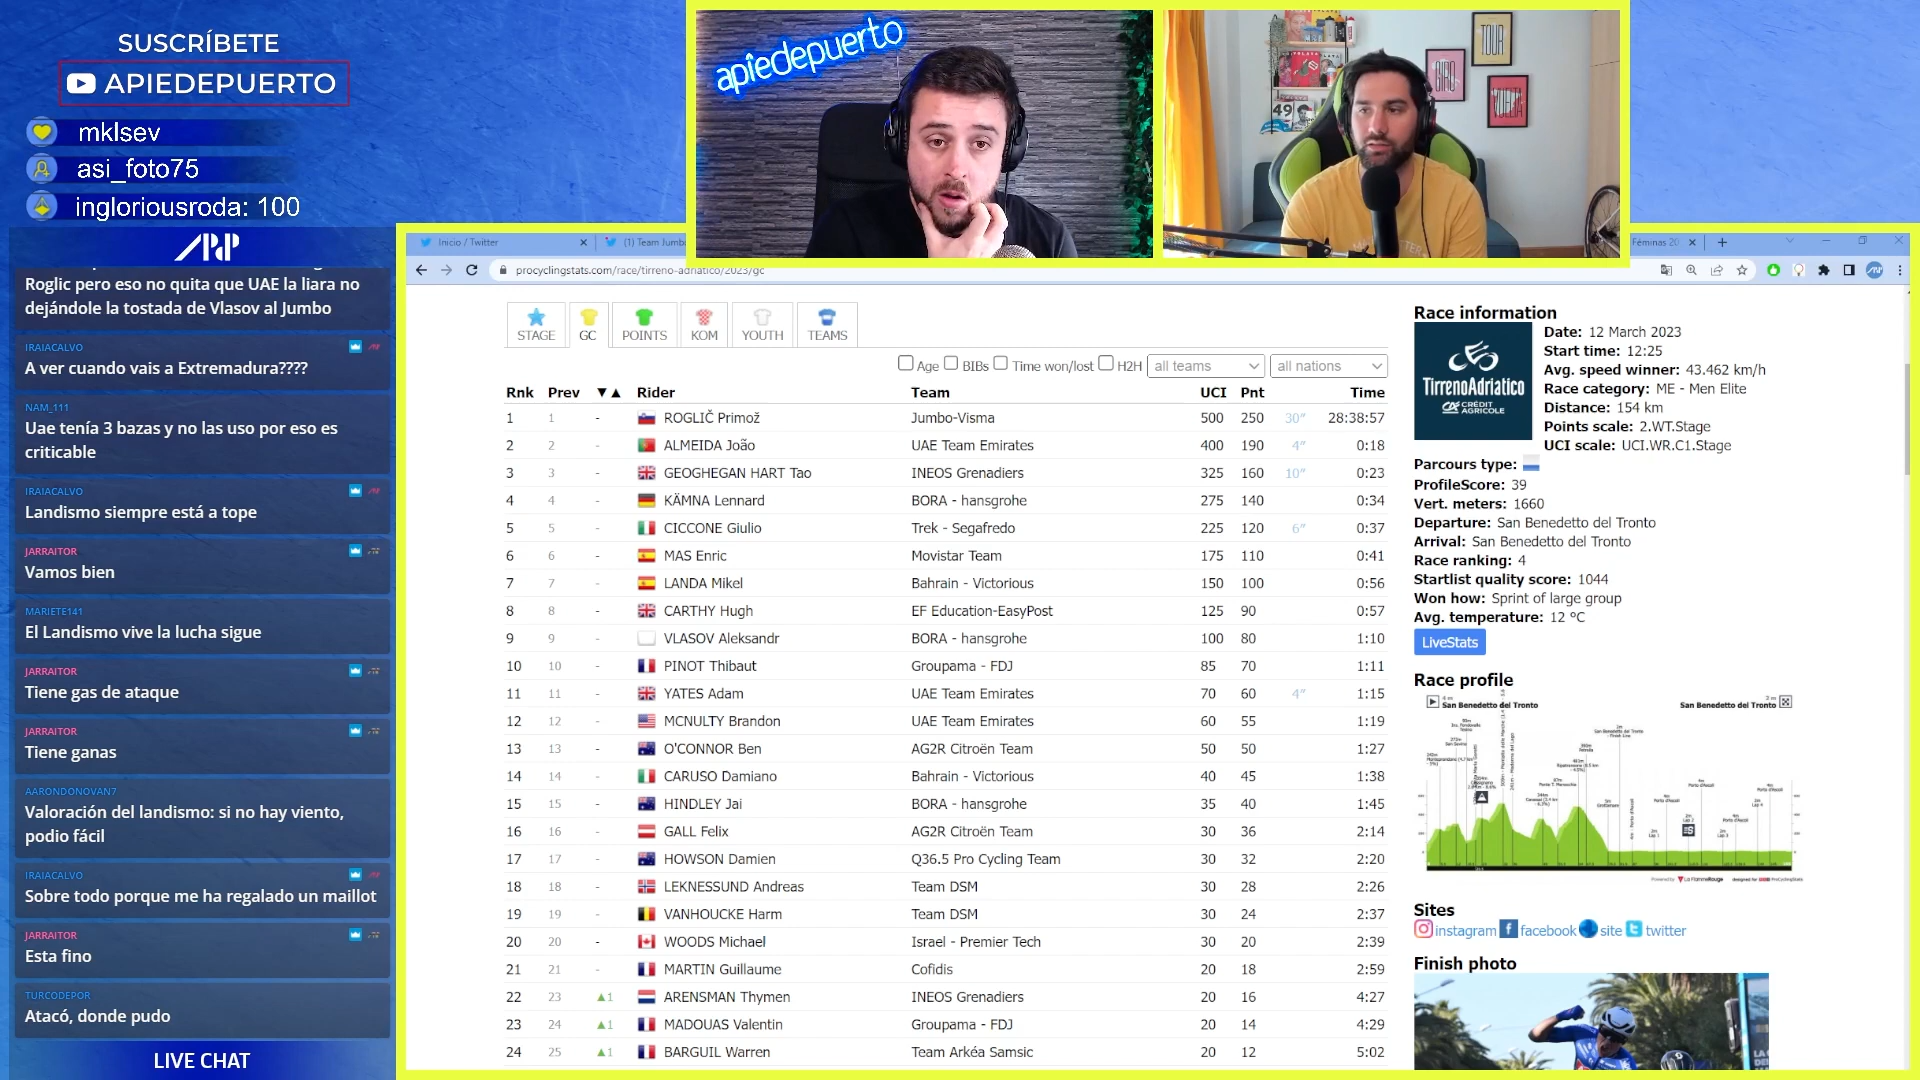 SUSCRÍBETE
APIEDEPUERTO
mklsev
asi_foto75
ingloriousroda: 100
Roglic pero eso no quita que UAE la liara no
dejándole la tostada de Vlasov al Jumbo
IRAIACALVO
A ver cuando vais a Extremadura????
NAM_111
Uae tenía 3 bazas y no las uso por eso es
criticable
IRAIACALVO
Landismo siempre está a tope
JARRAITOR
Vamos bien
MARIETE141
El Landismo vive la lucha sigue
JARRAITOR
Tiene gas de ataque
JARRAITOR
Tiene ganas
AARONDONOVAN7
Valoración del landismo: si no hay viento,
podio fácil
IRAIACALVO
Sobre todo porque me ha regalado un maillot
JARRAITOR
Esta fino
TURCODEPOR
Atacó, donde pudo
LIVE CHAT
apiedepuerto
TOUR
GIRO
VUELTA
49
Inicio / Twitter
(1) Team Jumbo
Féminas 20
procyclingstats.com/race/tirreno-adriatico/2023/gc
STAGE GC POINTS KOM YOUTH TEAMS
Age BIBs Time won/lost H2H all teams all nations
Rnk Prev ▼▲ Rider Team UCI Pnt Time
1 1 - ROGLIČ Primož Jumbo-Visma 500 250 30″ 28:38:57
2 2 - ALMEIDA João UAE Team Emirates 400 190 4″ 0:18
3 3 - GEOGHEGAN HART Tao INEOS Grenadiers 325 160 10″ 0:23
4 4 - KÄMNA Lennard BORA - hansgrohe 275 140 0:34
5 5 - CICCONE Giulio Trek - Segafredo 225 120 6″ 0:37
6 6 - MAS Enric Movistar Team 175 110 0:41
7 7 - LANDA Mikel Bahrain - Victorious 150 100 0:56
8 8 - CARTHY Hugh EF Education-EasyPost 125 90 0:57
9 9 - VLASOV Aleksandr BORA - hansgrohe 100 80 1:10
10 10 - PINOT Thibaut Groupama - FDJ 85 70 1:11
11 11 - YATES Adam UAE Team Emirates 70 60 4″ 1:15
12 12 - MCNULTY Brandon UAE Team Emirates 60 55 1:19
13 13 - O'CONNOR Ben AG2R Citroën Team 50 50 1:27
14 14 - CARUSO Damiano Bahrain - Victorious 40 45 1:38
15 15 - HINDLEY Jai BORA - hansgrohe 35 40 1:45
16 16 - GALL Felix AG2R Citroën Team 30 36 2:14
17 17 - HOWSON Damien Q36.5 Pro Cycling Team 30 32 2:20
18 18 - LEKNESSUND Andreas Team DSM 30 28 2:26
19 19 - VANHOUCKE Harm Team DSM 30 24 2:37
20 20 - WOODS Michael Israel - Premier Tech 30 20 2:39
21 21 - MARTIN Guillaume Cofidis 20 18 2:59
22 23 ▲1 ARENSMAN Thymen INEOS Grenadiers 20 16 4:27
23 24 ▲1 MADOUAS Valentin Groupama - FDJ 20 14 4:29
24 25 ▲1 BARGUIL Warren Team Arkéa Samsic 20 12 5:02
Race information
TirrenoAdriatico
CRÉDIT
AGRICOLE
Date: 12 March 2023
Start time: 12:25
Avg. speed winner: 43.462 km/h
Race category: ME - Men Elite
Distance: 154 km
Points scale: 2.WT.Stage
UCI scale: UCI.WR.C1.Stage
Parcours type:
ProfileScore: 39
Vert. meters: 1660
Departure: San Benedetto del Tronto
Arrival: San Benedetto del Tronto
Race ranking: 4
Startlist quality score: 1044
Won how: Sprint of large group
Avg. temperature: 12 °C
LiveStats
Race profile
San Benedetto del Tronto
San Benedetto del Tronto
Sites
instagram facebook site twitter
Finish photo